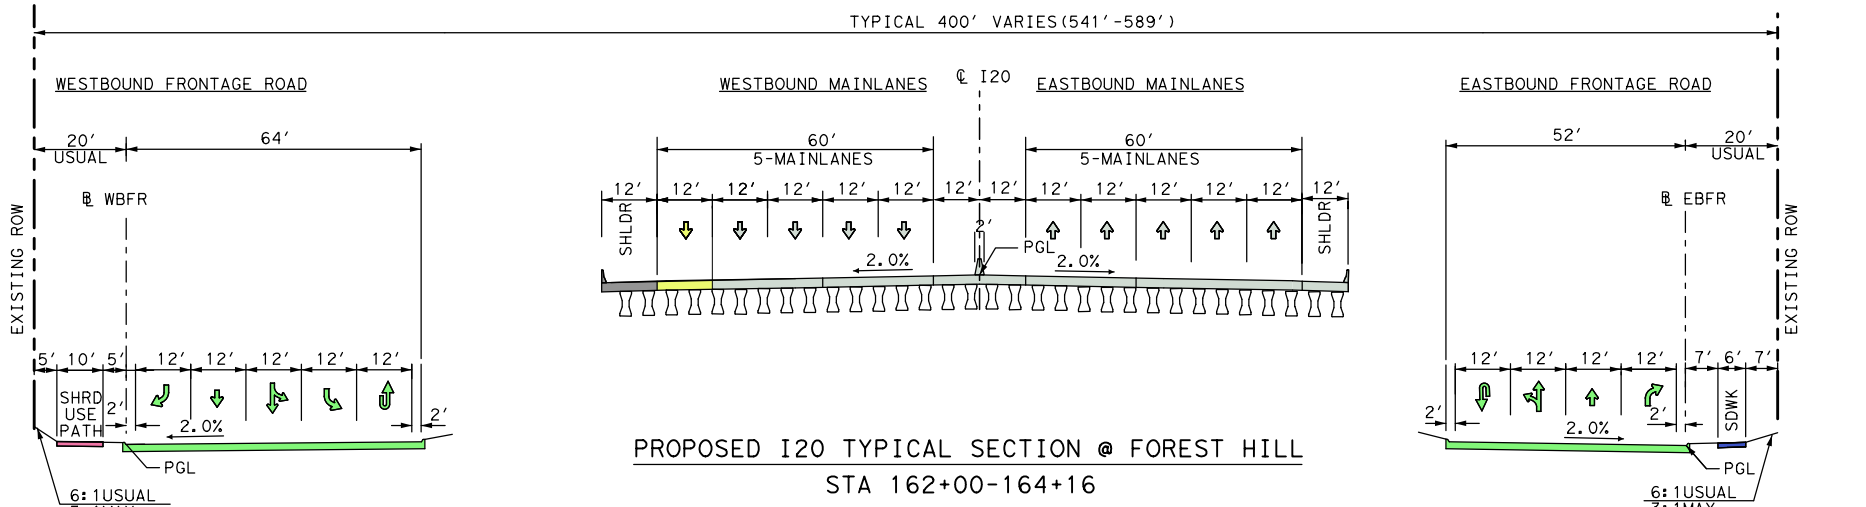 TYPICAL 400' VARIES(541'-589')
℄ I20
WESTBOUND FRONTAGE ROAD
WESTBOUND MAINLANES
EASTBOUND MAINLANES
EASTBOUND FRONTAGE ROAD
20'
USUAL
64'
60'
5-MAINLANES
60'
5-MAINLANES
52'
20'
USUAL
12' 12' 12' 12' 12' 12' 12' 12' 12' 12' 12' 12' 12' 12'
SHLDR
SHLDR
BL WBFR
BL EBFR
EXISTING ROW
EXISTING ROW
2'
PGL
2.0%
2.0%
5' 10' 5' 12' 12' 12' 12' 12'
SHRD
USE
PATH
2'
2.0%
2'
PGL
6:1USUAL
12' 12' 12' 12' 7' 6' 7'
2'
2.0%
2'
SDWK
PGL
6:1USUAL
3:1MAX
PROPOSED I20 TYPICAL SECTION @ FOREST HILL
STA 162+00-164+16